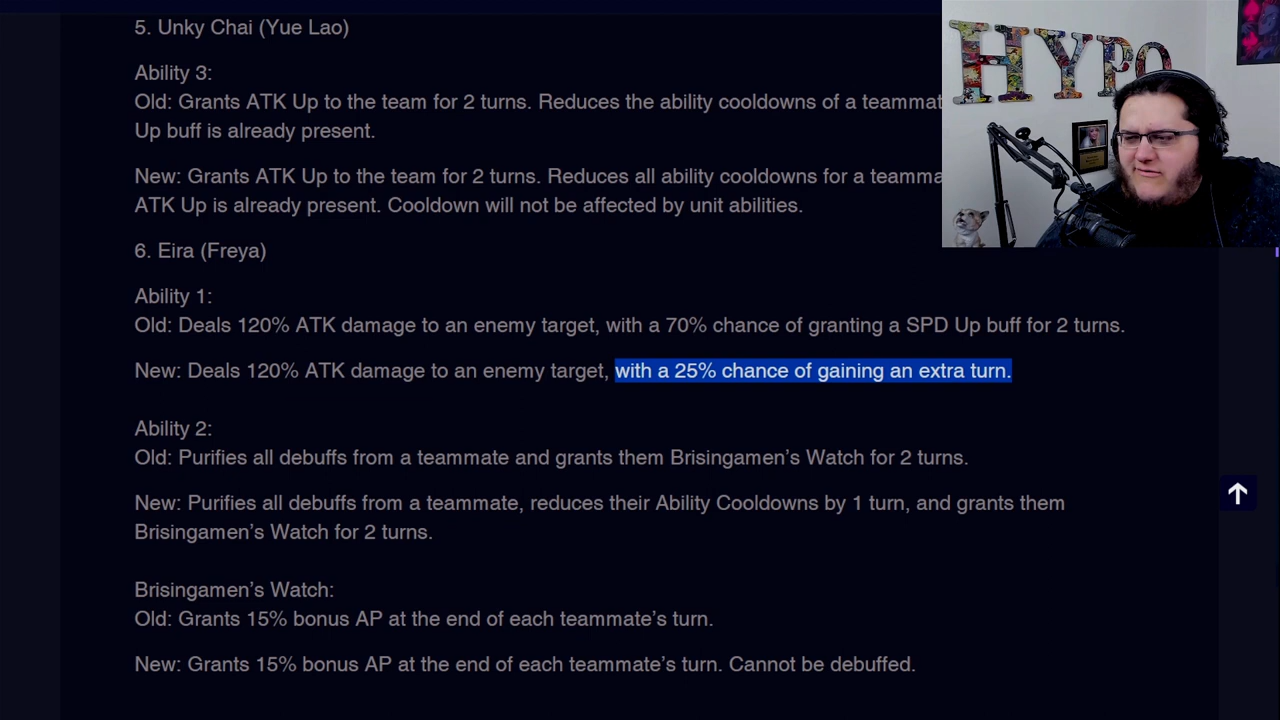 5. Unky Chai (Yue Lao)
HYPO
Ability 3:
Old: Grants ATK Up to the team for 2 turns. Reduces the ability cooldowns of a
Up buff is already present.
New: Grants ATK Up to the team for 2 turns. Reduces all ability cooldowns for a
ATK Up is already present. Cooldown will not be affected by unit abilities.
6. Eira (Freya)
Ability 1:
Old: Deals 120% ATK damage to an enemy target, with a 70% chance of granting a SPD Up buff for 2 turns.
New: Deals 120% ATK damage to an enemy target, with a 25% chance of gaining an extra turn.
Ability 2:
Old: Purifies all debuffs from a teammate and grants them Brisingamen’s Watch for 2 turns.
New: Purifies all debuffs from a teammate, reduces their Ability Cooldowns by 1 turn, and grants them
Brisingamen’s Watch for 2 turns.
Brisingamen’s Watch:
Old: Grants 15% bonus AP at the end of each teammate’s turn.
New: Grants 15% bonus AP at the end of each teammate’s turn. Cannot be debuffed.